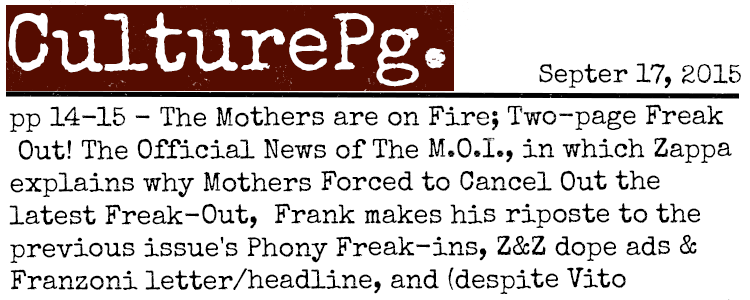 CulturePg.
Septer 17, 2015
pp 14-15 - The Mothers are on Fire; Two-page Freak
Out! The Official News of The M.O.I., in which Zappa
explains why Mothers Forced to Cancel Out the
latest Freak-Out, Frank makes his riposte to the
previous issue's Phony Freak-ins, Z&Z dope ads &
Franzoni letter/headline, and (despite Vito